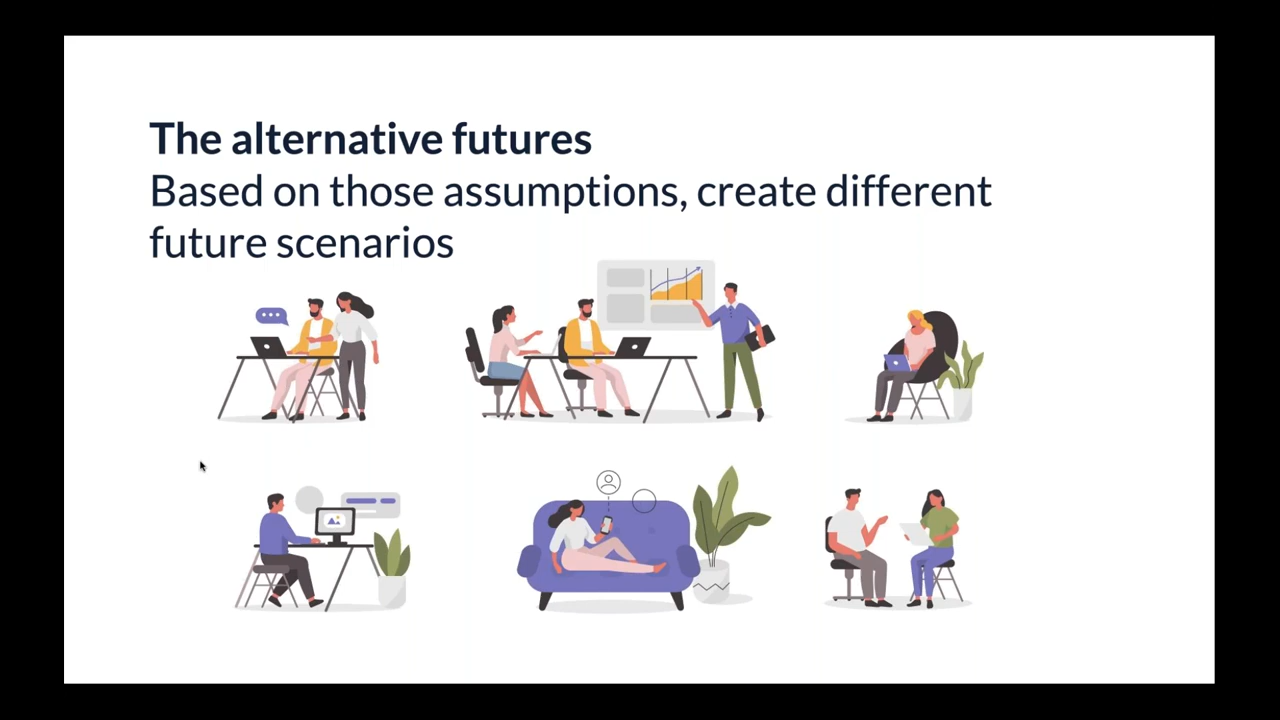 The alternative futures
Based on those assumptions, create different
future scenarios